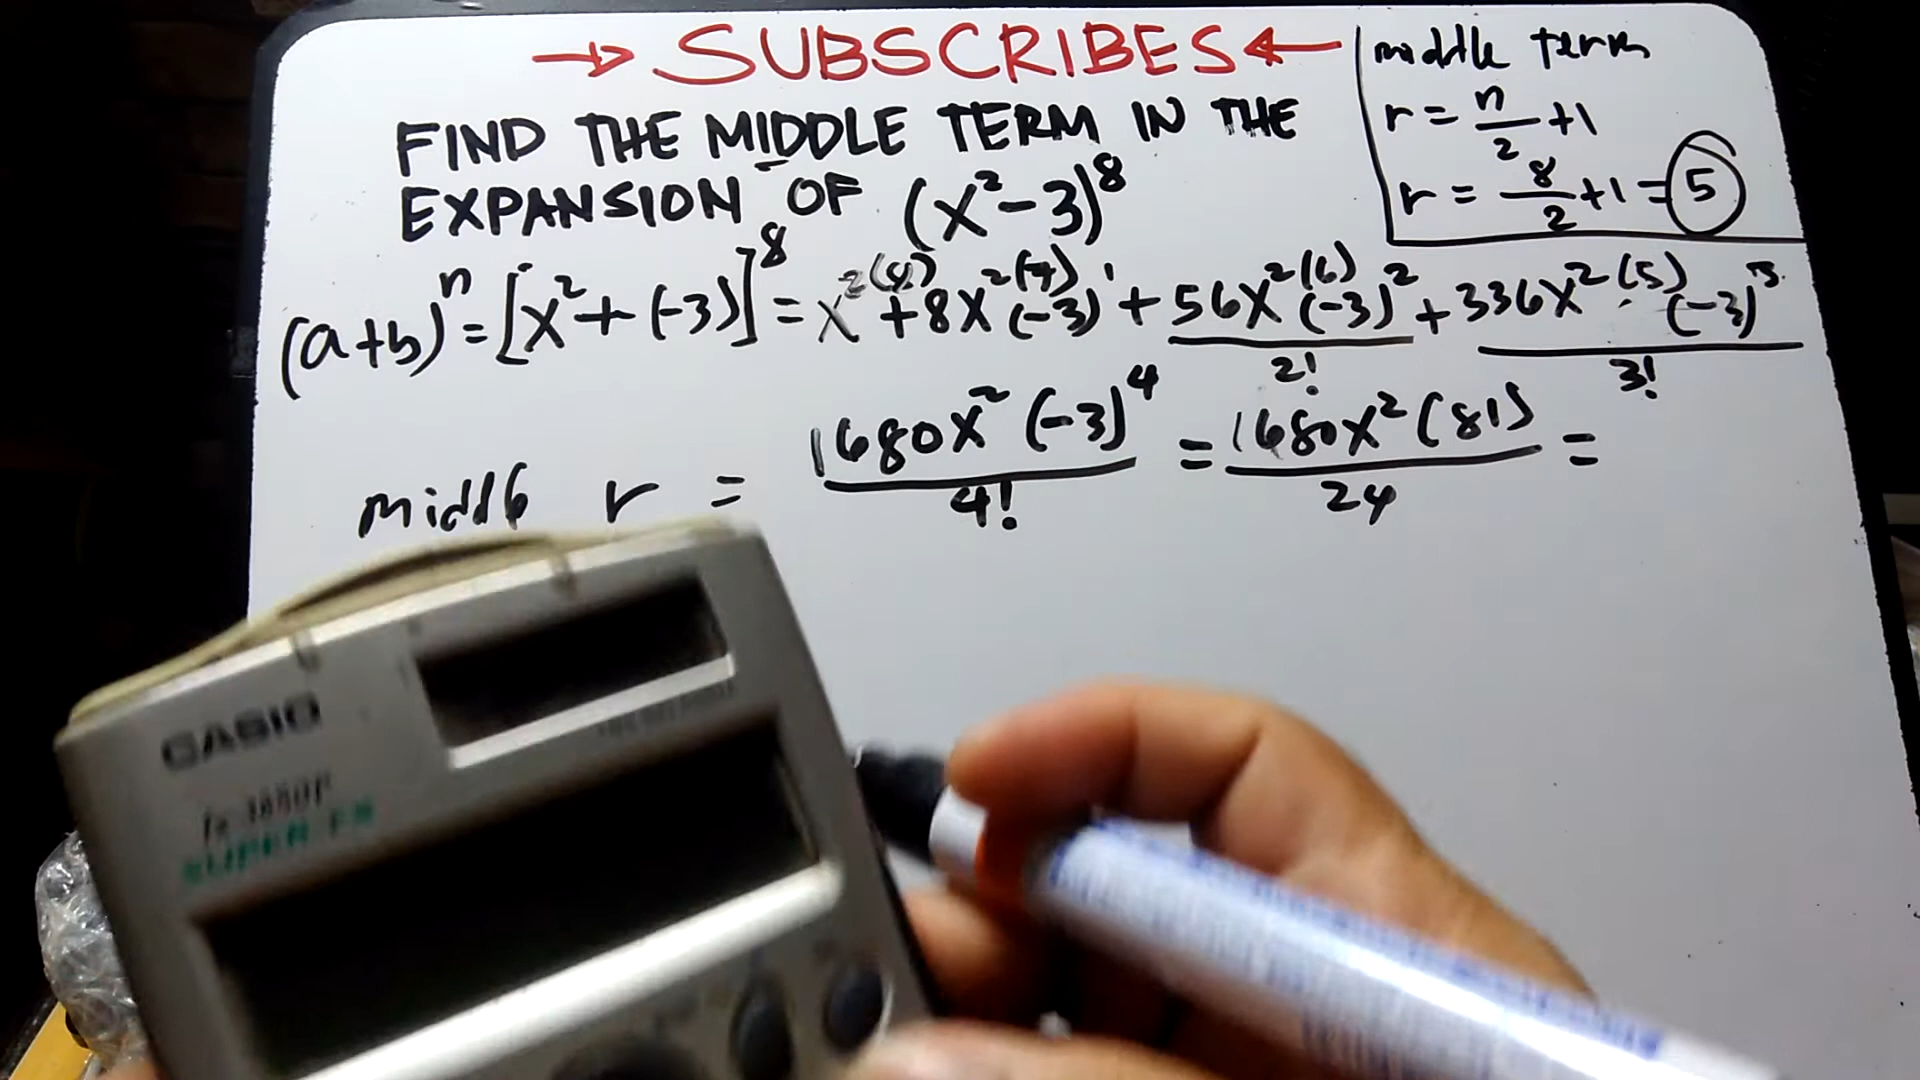 → SUBSCRIBES ←
FIND THE MIDDLE TERM IN THE
EXPANSION OF (x² - 3)⁸
middle term
r = n/2 + 1
r = 8/2 + 1 = 5
(a+b)ⁿ = [x² + (-3)]⁸ = x²⁽⁸⁾ + 8x²⁽⁷⁾(-3)¹ + 56x²⁽⁶⁾(-3)²/2! + 336x²⁽⁵⁾(-3)³/3!
middle r = 1680x²(-3)⁴/4! = 1680x²(81)/24 =
CASIO
SUPER-FX